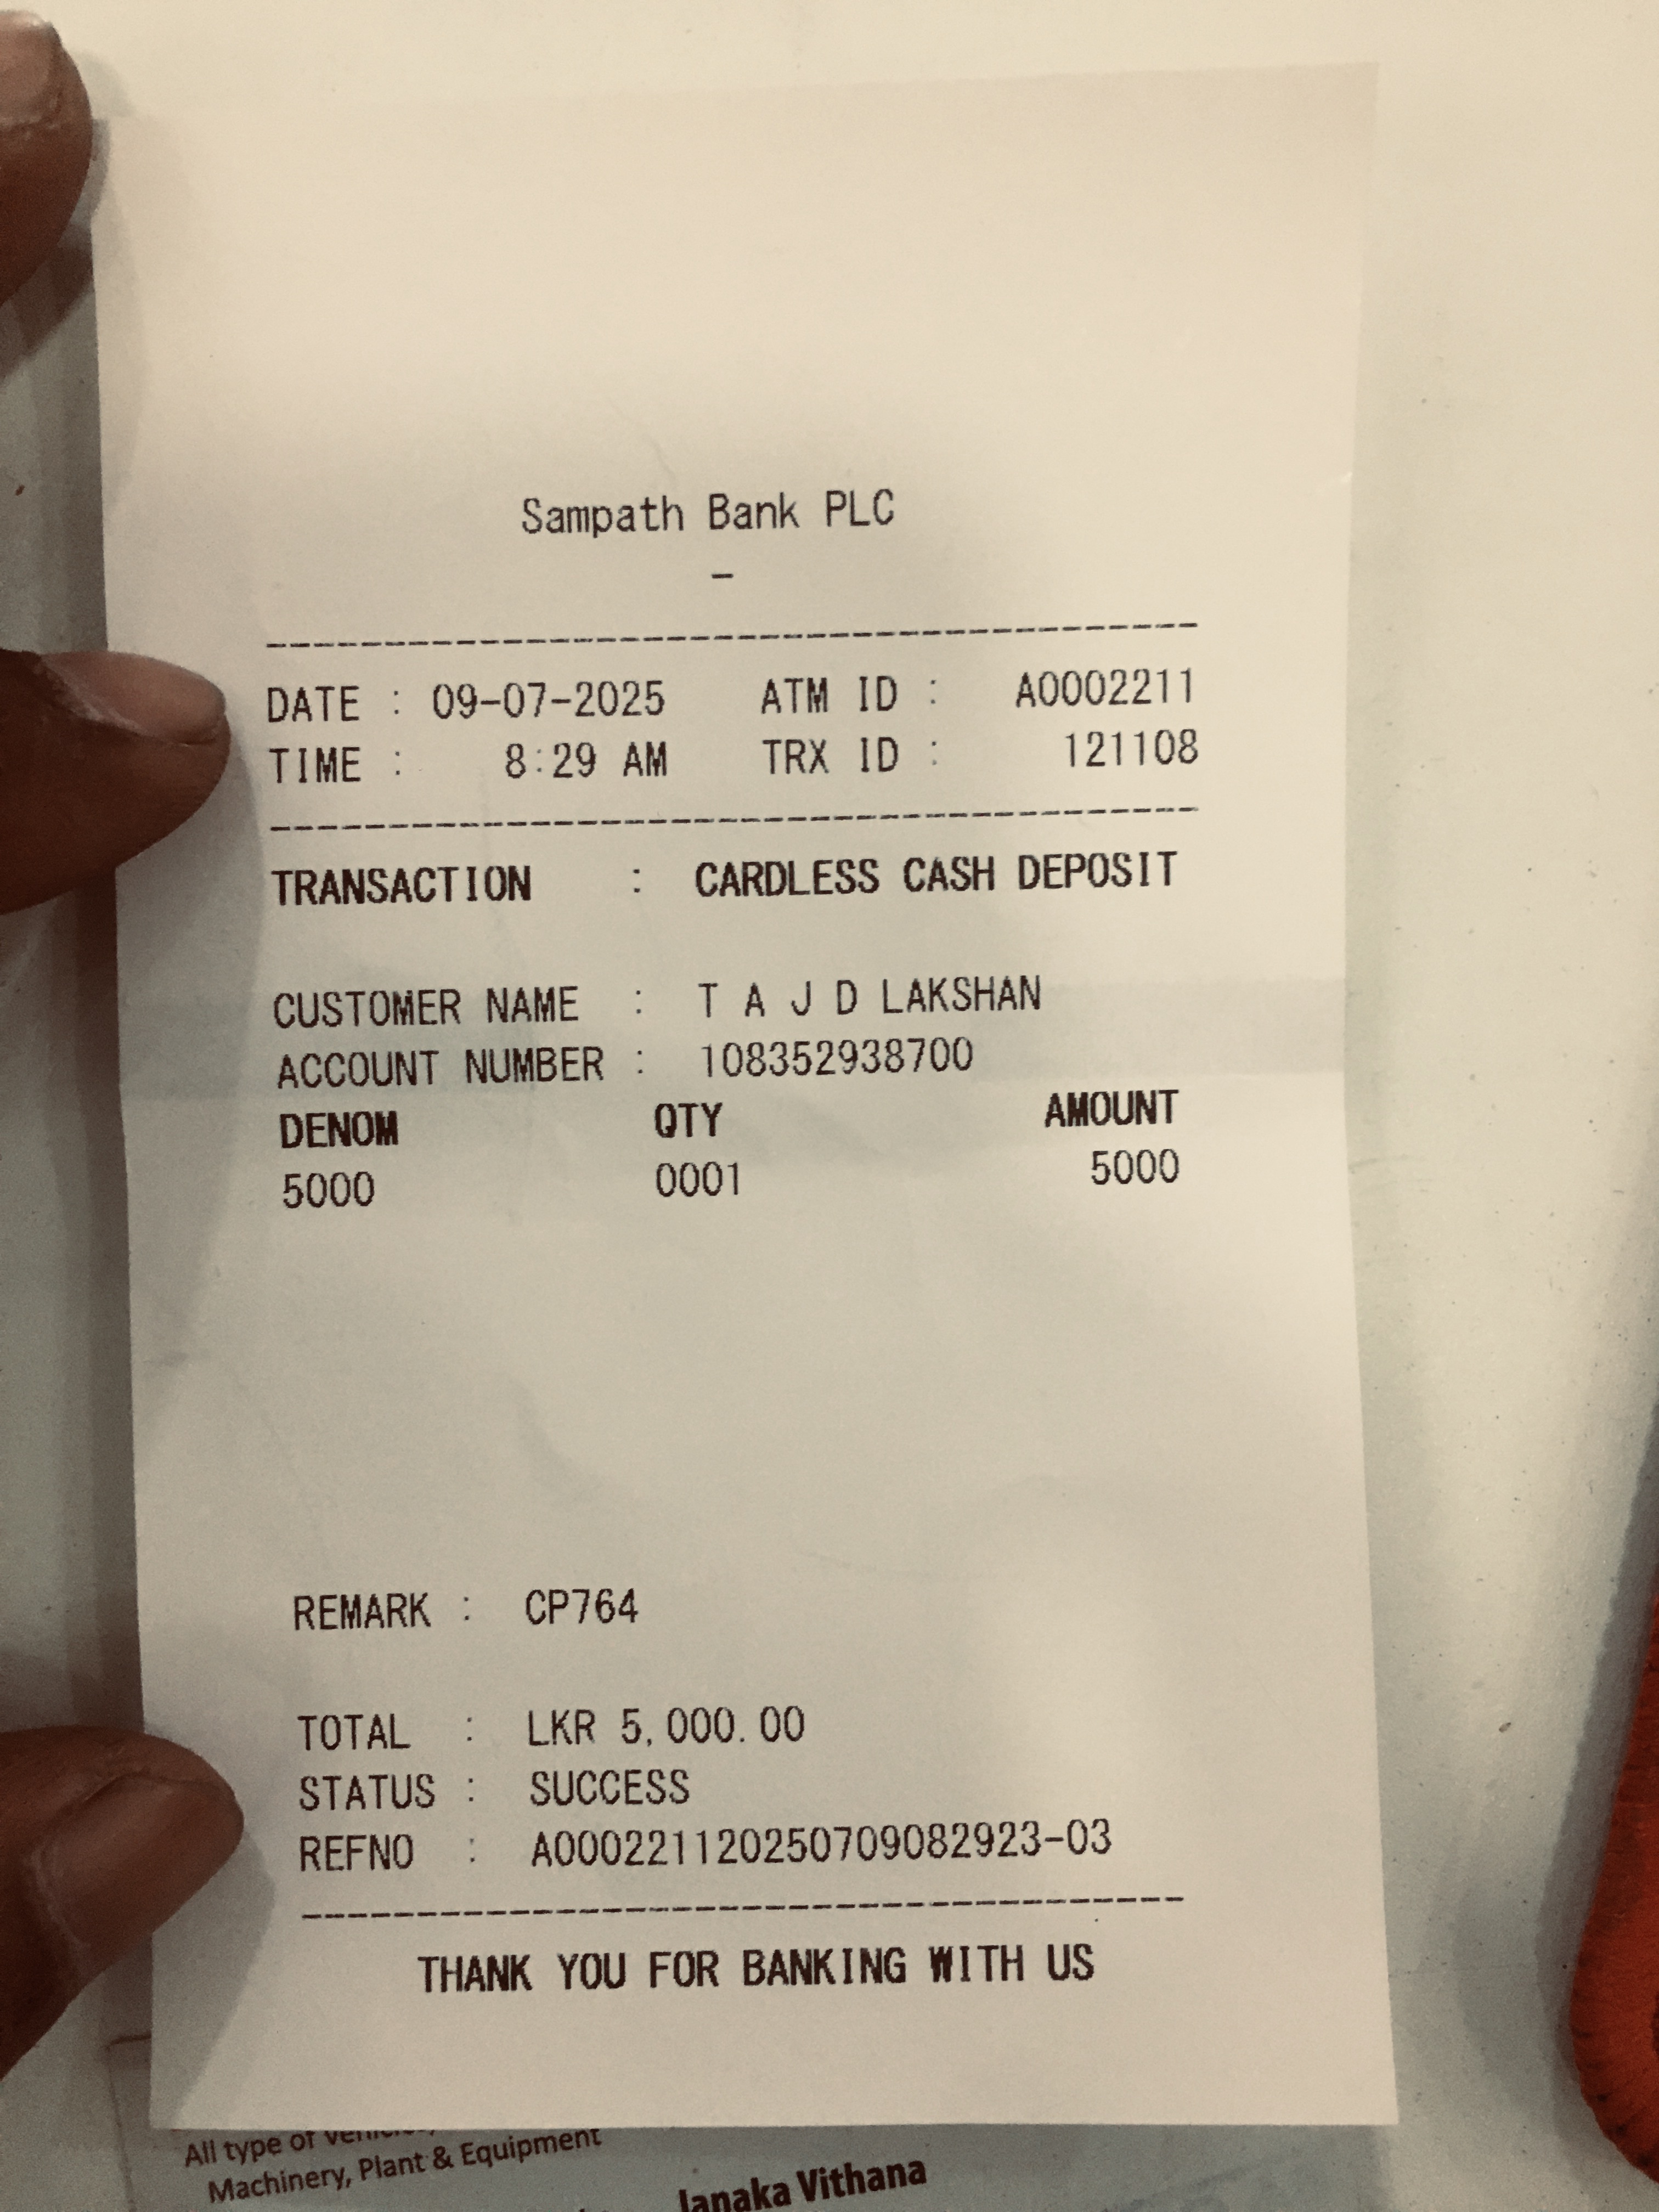 Sampath Bank PLC
-
----------------------------------------
DATE : 09-07-2025 ATM ID : A0002211
TIME : 8:29 AM TRX ID : 121108
----------------------------------------
TRANSACTION : CARDLESS CASH DEPOSIT
CUSTOMER NAME : T A J D LAKSHAN
ACCOUNT NUMBER : 108352938700
DENOM QTY AMOUNT
5000 0001 5000
REMARK : CP764
TOTAL : LKR 5,000.00
STATUS : SUCCESS
REFNO : A000221120250709082923-03
----------------------------------------
THANK YOU FOR BANKING WITH US
All type of
Machinery, Plant & Equipment
Janaka Vithana